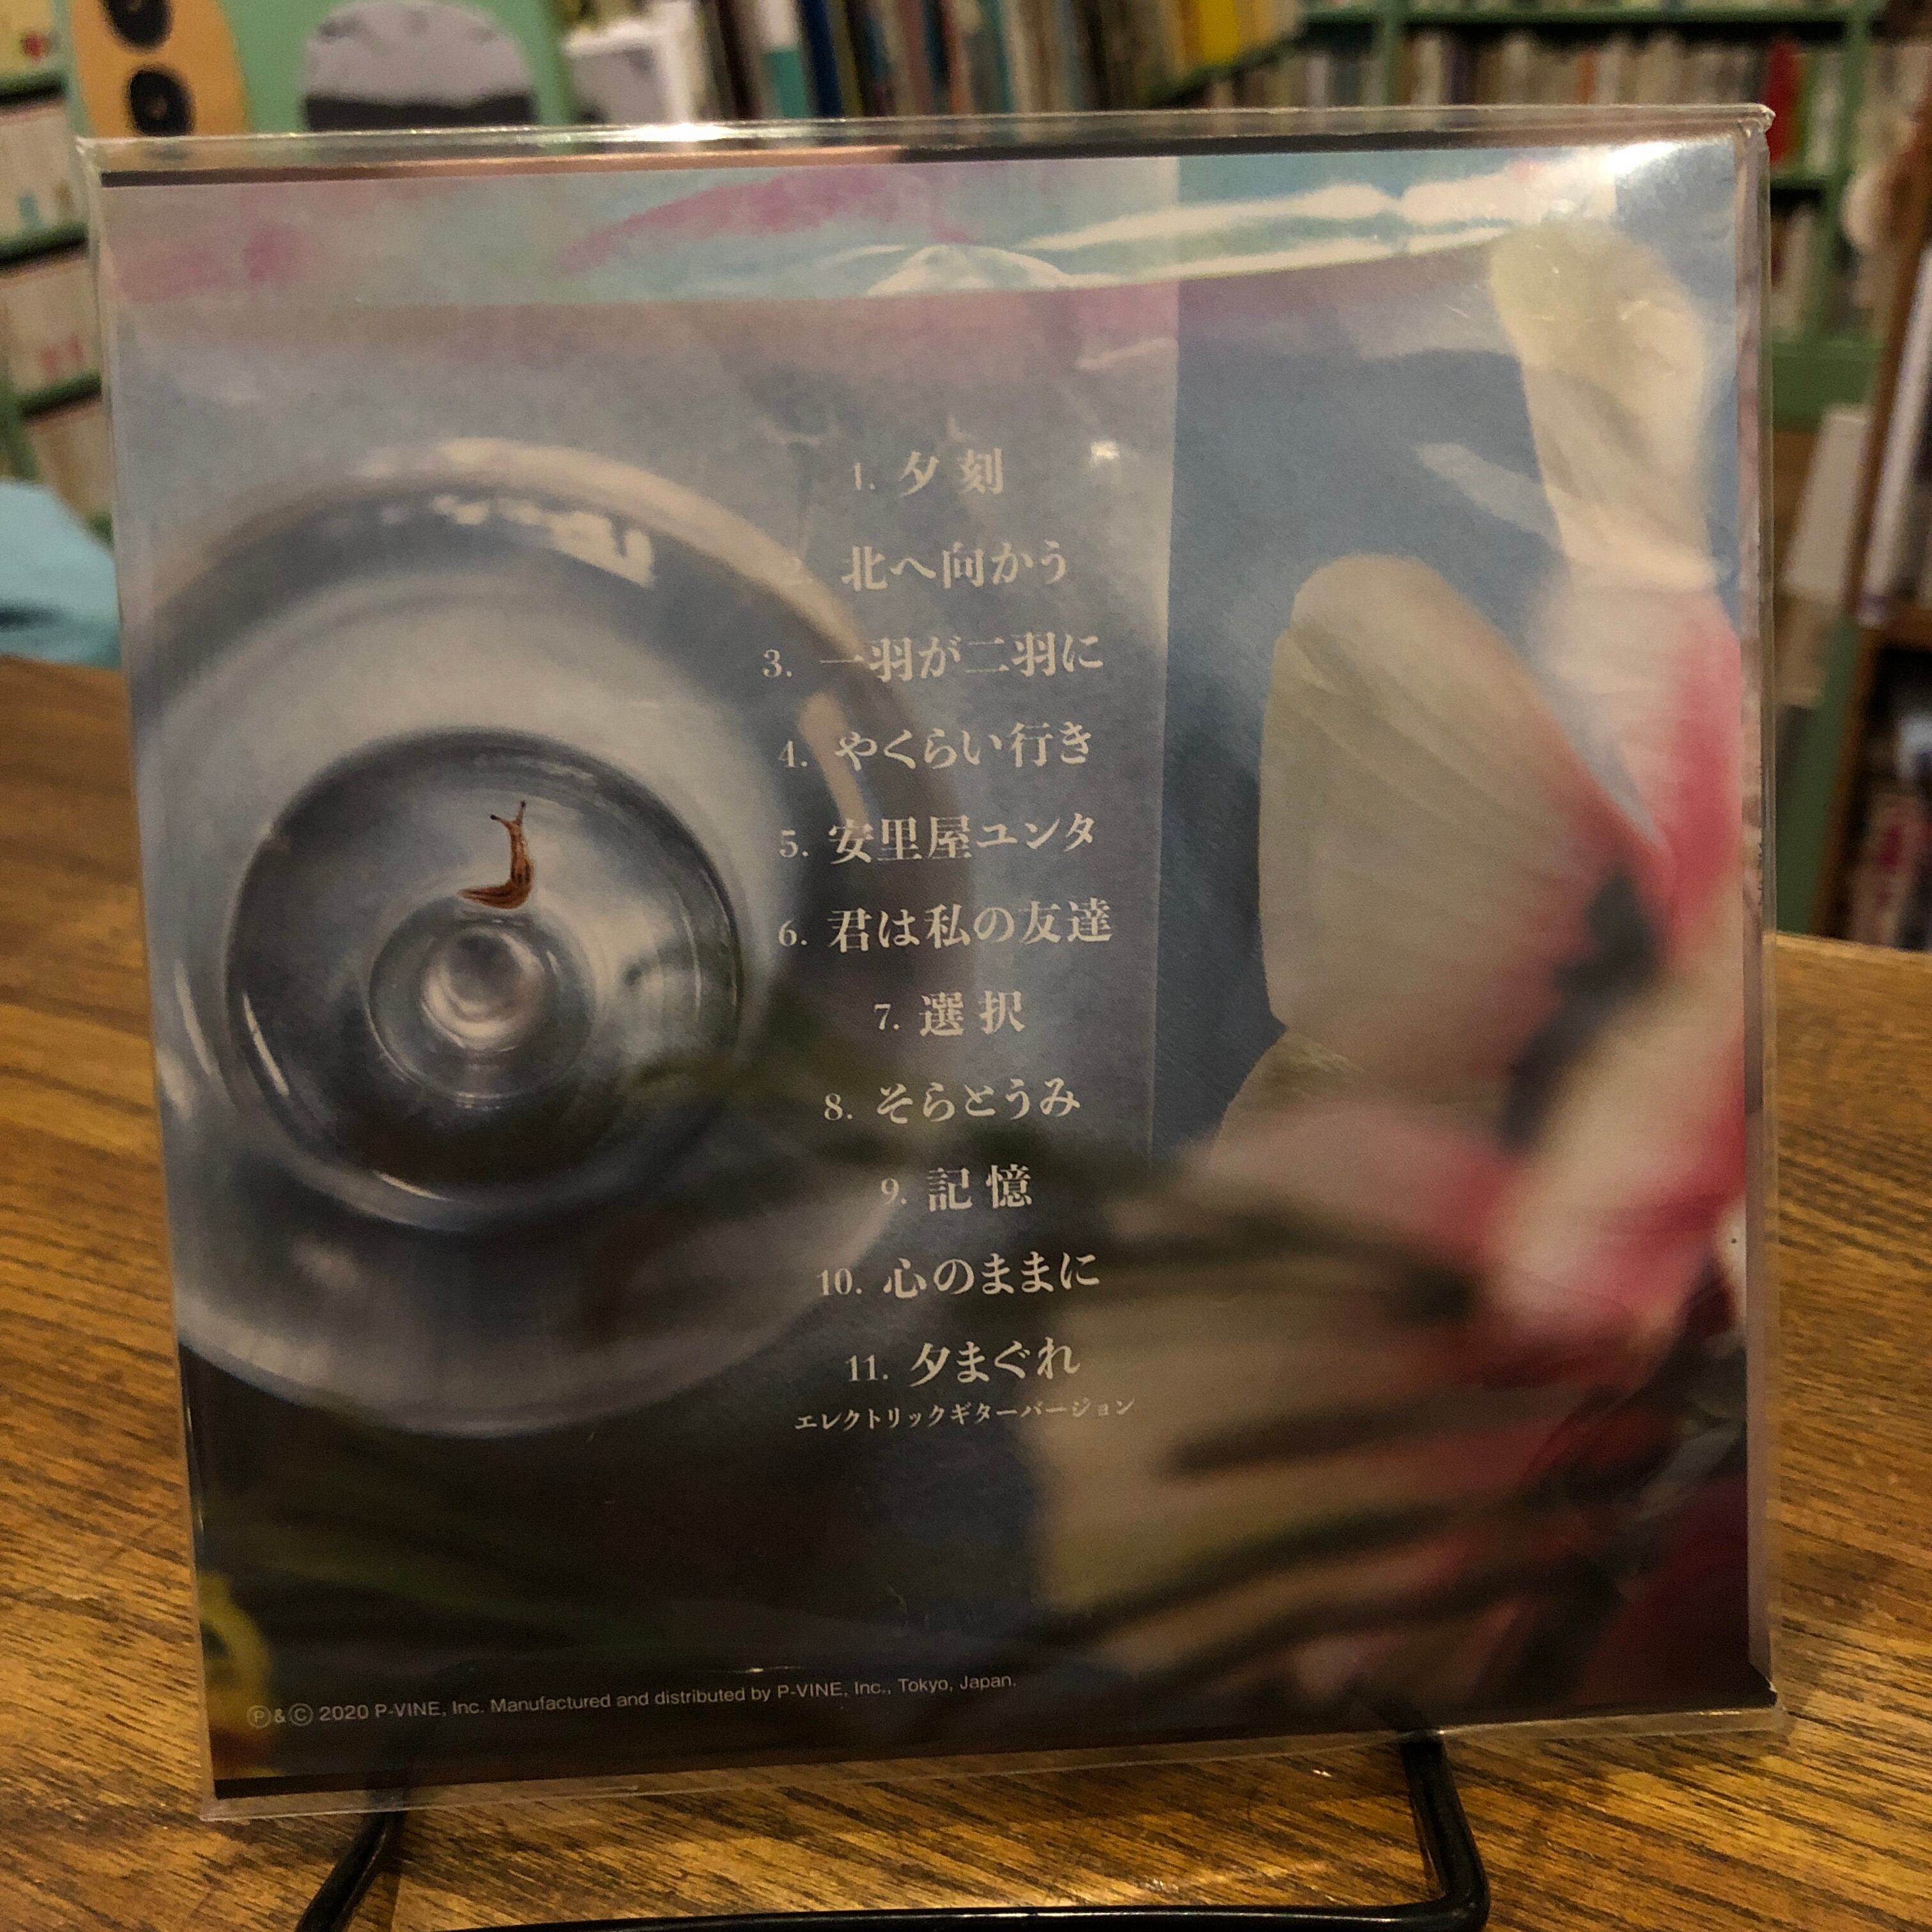 1. 夕刻
2. 北へ向かう
3. 一羽が二羽に
4. やくらい行き
5. 安里屋ユンタ
6. 君は私の友達
7. 選択
8. そらとうみ
9. 記憶
10. 心のままに
11. 夕まぐれ
エレクトリックギターバージョン
Ⓟ&Ⓒ 2020 P-VINE, Inc. Manufactured and distributed by P-VINE, Inc., Tokyo, Japan.